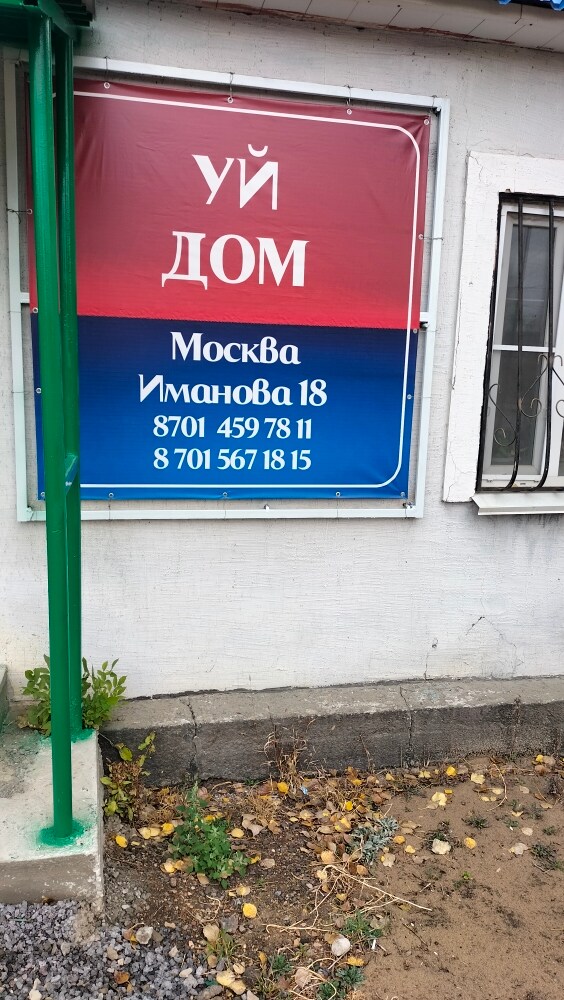 УЙ
ДОМ
Москва
Иманова 18
8701 459 78 11
8 701 567 18 15